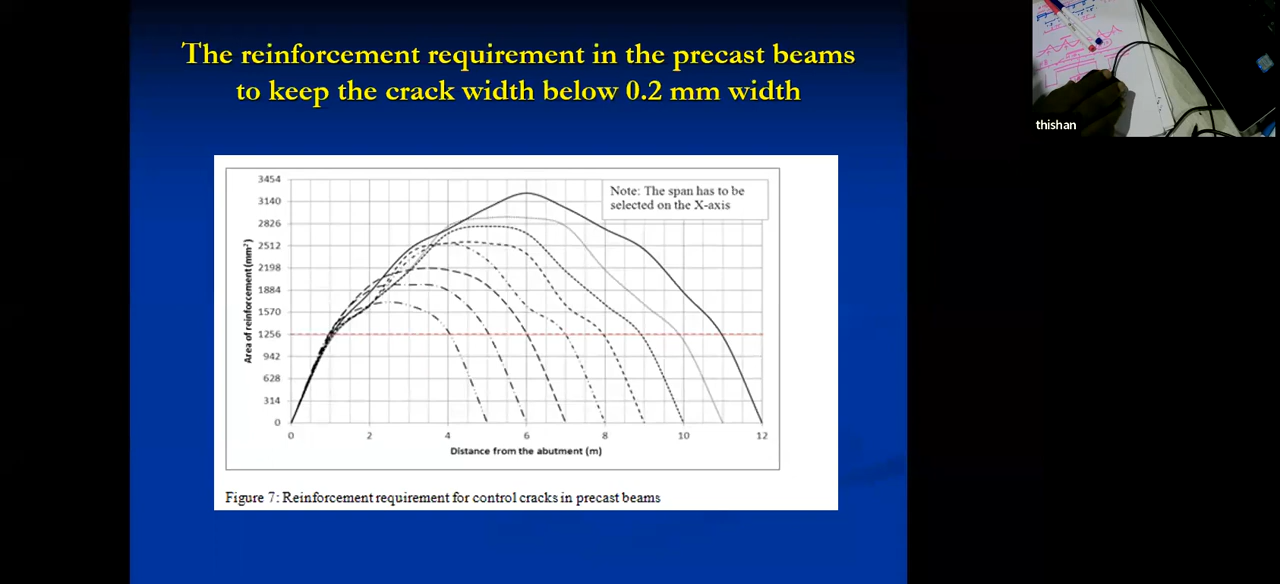 The reinforcement requirement in the precast beams
to keep the crack width below 0.2 mm width
Note: The span has to be
selected on the X-axis
Area of reinforcement (mm²)
3454
3140
2826
2512
2198
1884
1570
1256
942
628
314
0
0 2 4 6 8 10 12
Distance from the abutment (m)
Figure 7: Reinforcement requirement for control cracks in precast beams
thishan